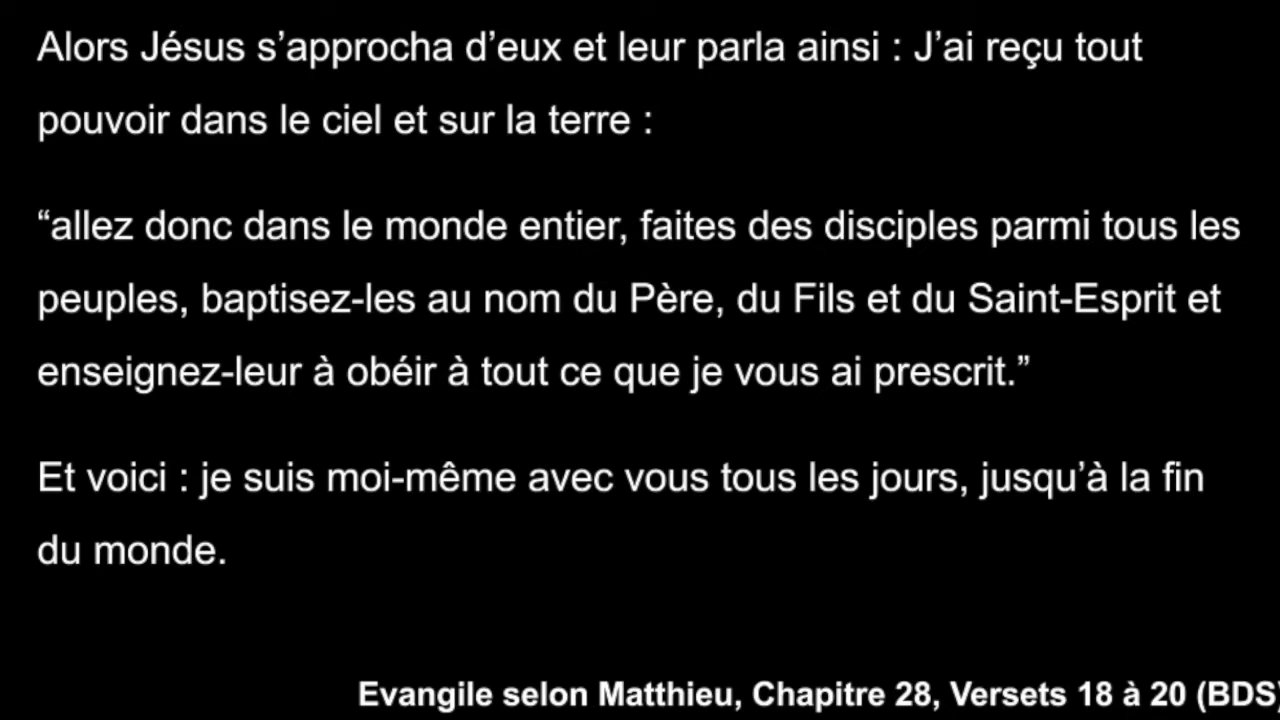 Alors Jésus s’approcha d’eux et leur parla ainsi : J’ai reçu tout
pouvoir dans le ciel et sur la terre :
“allez donc dans le monde entier, faites des disciples parmi tous les
peuples, baptisez-les au nom du Père, du Fils et du Saint-Esprit et
enseignez-leur à obéir à tout ce que je vous ai prescrit.”
Et voici : je suis moi-même avec vous tous les jours, jusqu’à la fin
du monde.
Evangile selon Matthieu, Chapitre 28, Versets 18 à 20 (BDS)